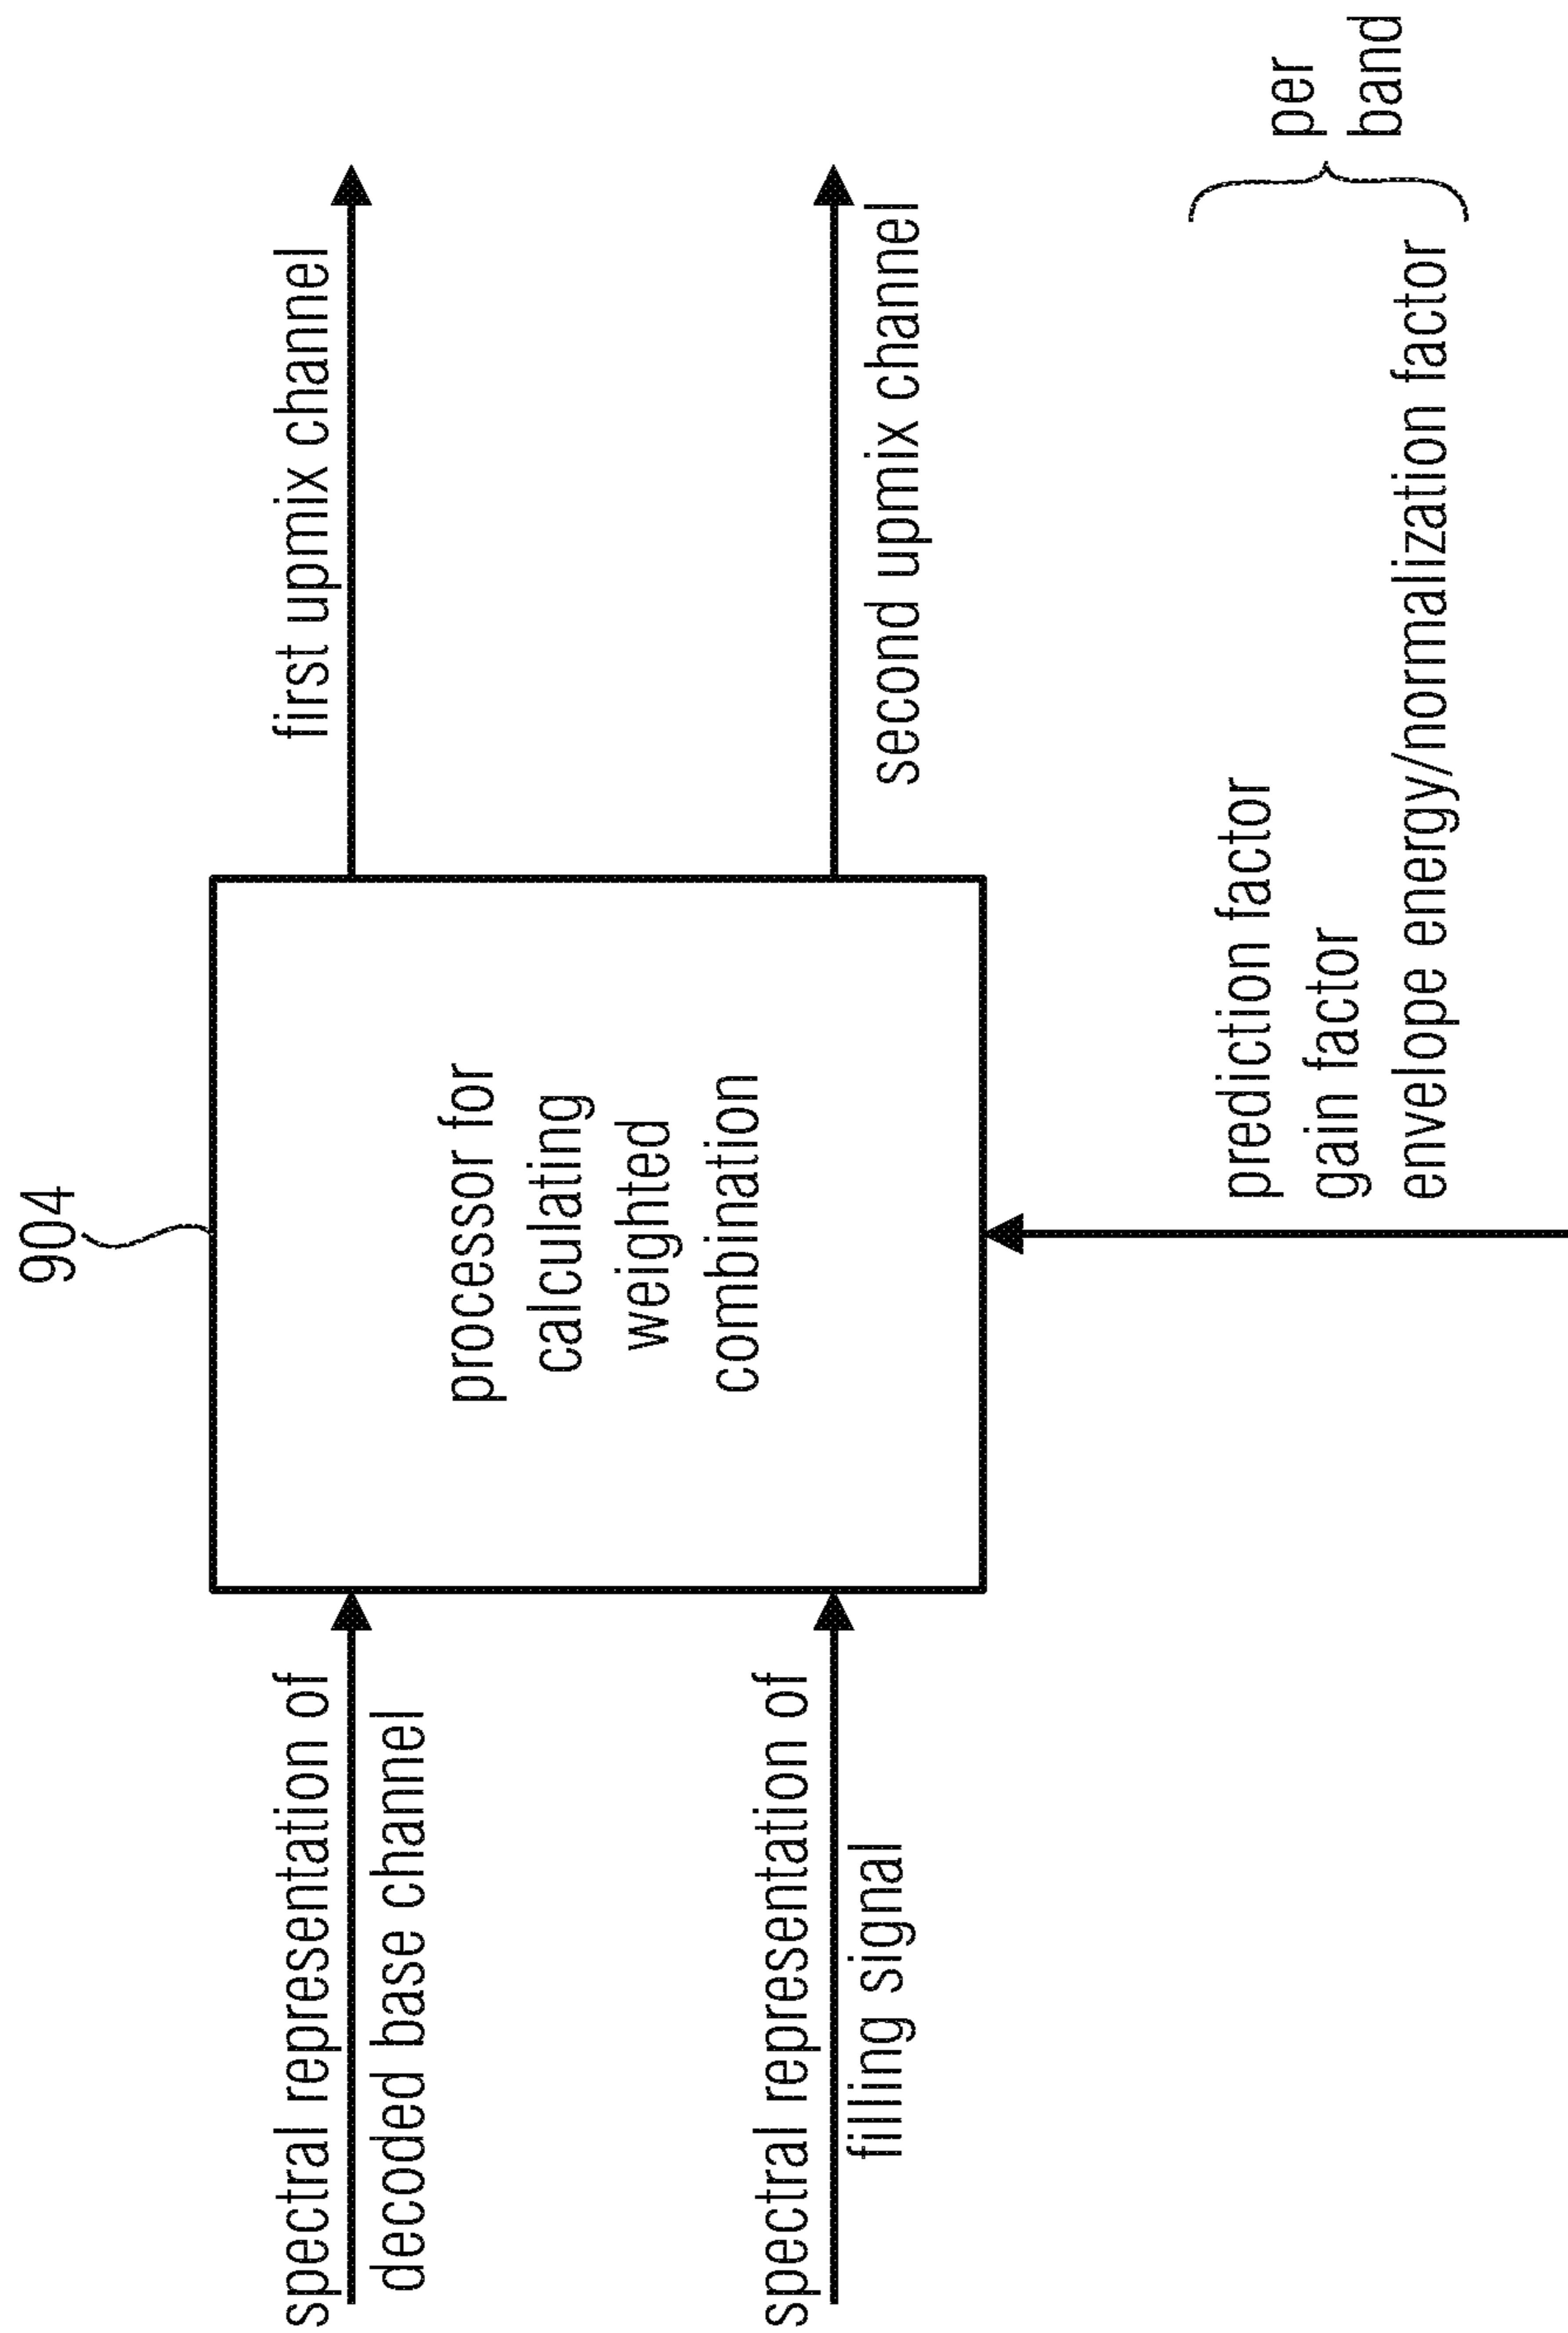 904
spectral representation of
decoded base channel
spectral representation of
filling signal
processor for
calculating
weighted
combination
first upmix channel
second upmix channel
prediction factor
gain factor
envelope energy/normalization factor
per
band